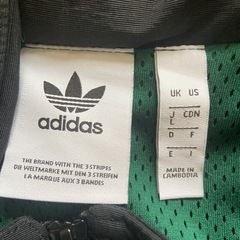 adidas
THE BRAND WITH THE 3 STRIPES
DIE WELTMARKE MIT DEN 3 STREIFEN
LA MARQUE AUX 3 BANDES
UK US
J/L CDN
D F
E I
MADE IN
CAMBODIA